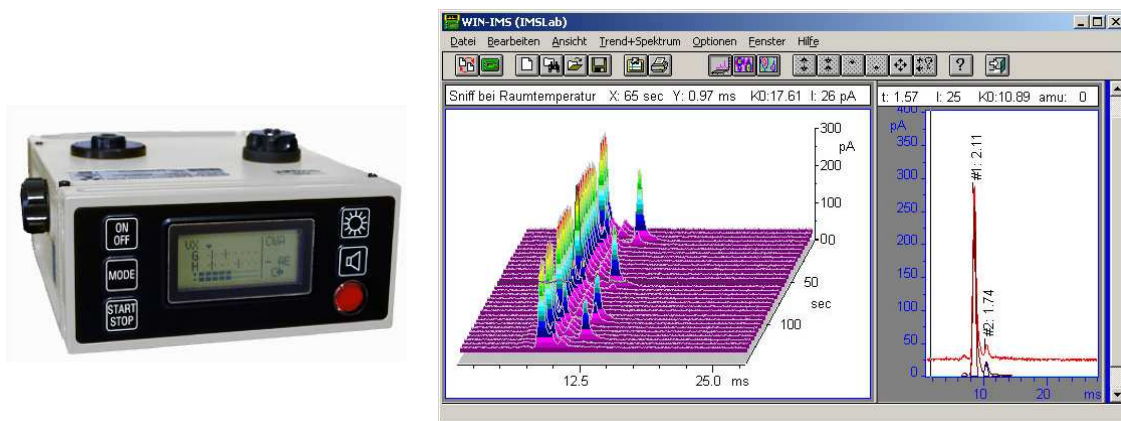 ON
OFF
MODE
START
STOP
VX
G
H
CWA
WIN-IMS (IMSLab)
Datei Bearbeiten Ansicht Trend+Spektrum Optionen Fenster Hilfe
Sniff bei Raumtemperatur X: 65 sec Y: 0.97 ms K0:17.61 I: 26 pA
300
pA
200
100
00
50
sec
100
12.5
25.0
ms
t: 1.57 I: 25 K0:10.89 amu: 0
400
pA
350
300
250
200
150
100
50
0
#1: 2.11
#2: 1.74
10
20
ms